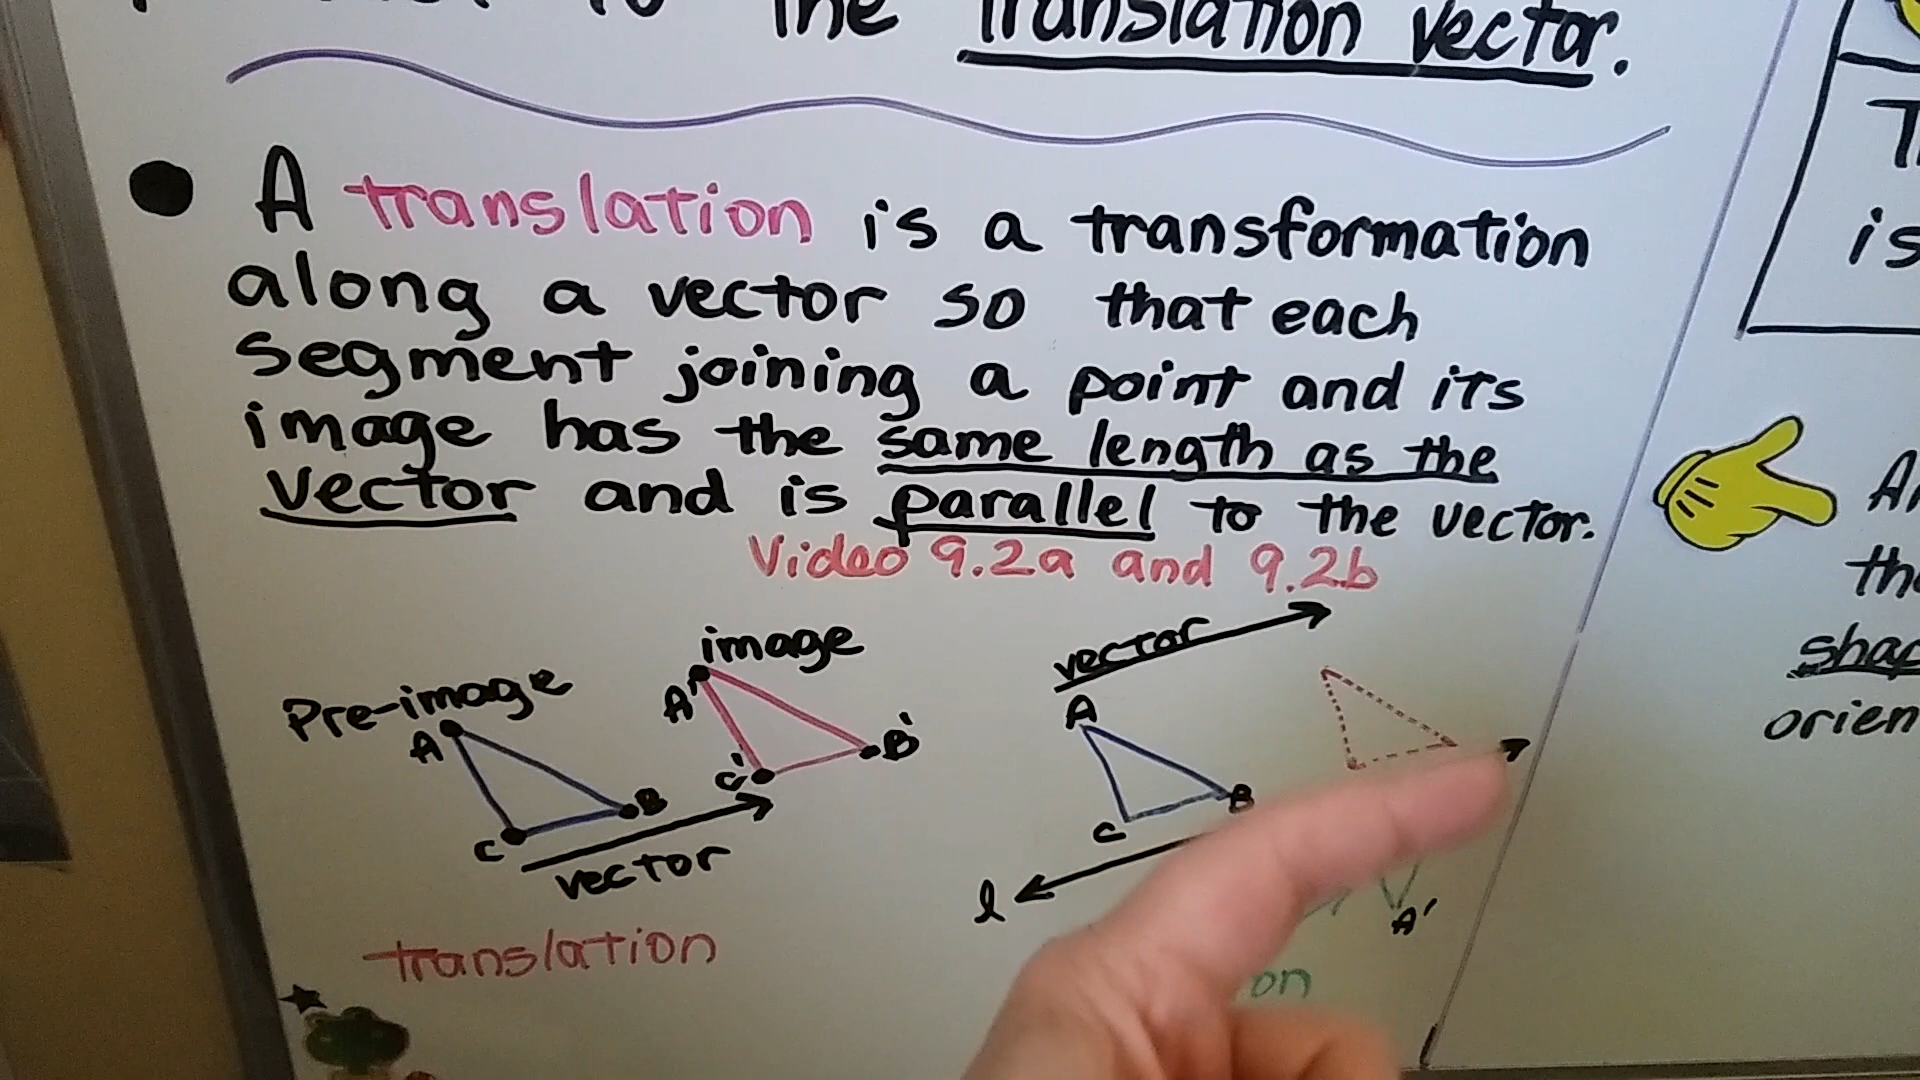 to the translation vector.
A translation is a transformation
along a vector so that each
segment joining a point and its
image has the same length as the
vector and is parallel to the vector.
Video 9.2a and 9.2b
Pre-image
image
A
B
C
A'
B'
C'
vector
translation
vector
A
B
C
l
A'
is
shap
orien